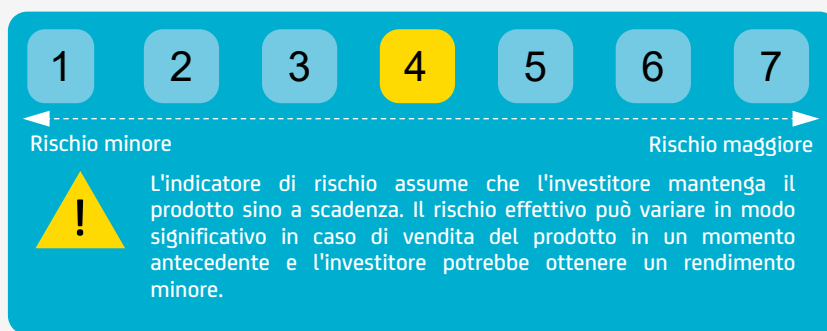 1 2 3 4 5 6 7
Rischio minore Rischio maggiore
! L'indicatore di rischio assume che l'investitore mantenga il
prodotto sino a scadenza. Il rischio effettivo può variare in modo
significativo in caso di vendita del prodotto in un momento
antecedente e l'investitore potrebbe ottenere un rendimento
minore.